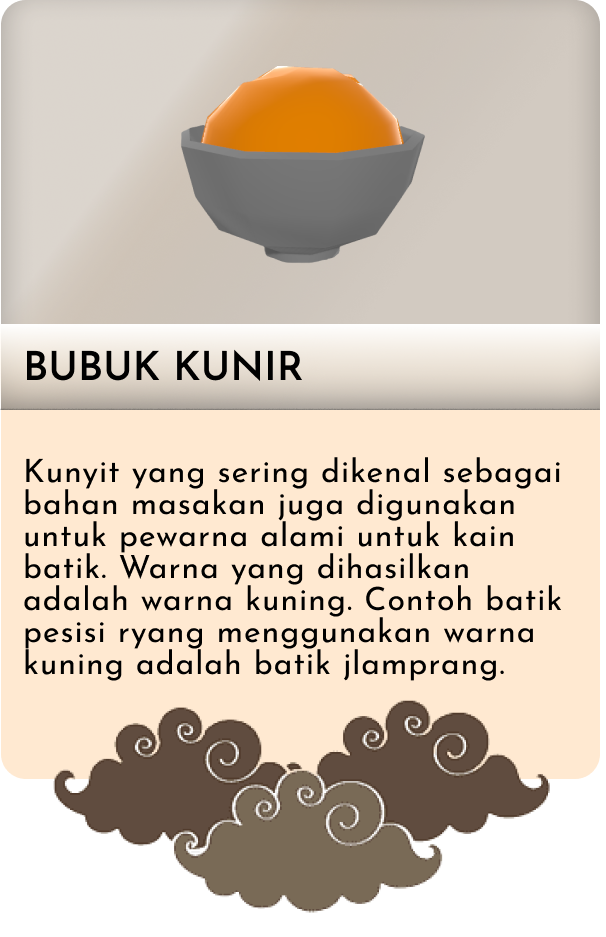 BUBUK KUNIR
Kunyit yang sering dikenal sebagai
bahan masakan juga digunakan
untuk pewarna alami untuk kain
batik. Warna yang dihasilkan
adalah warna kuning. Contoh batik
pesisi ryang menggunakan warna
kuning adalah batik jlamprang.